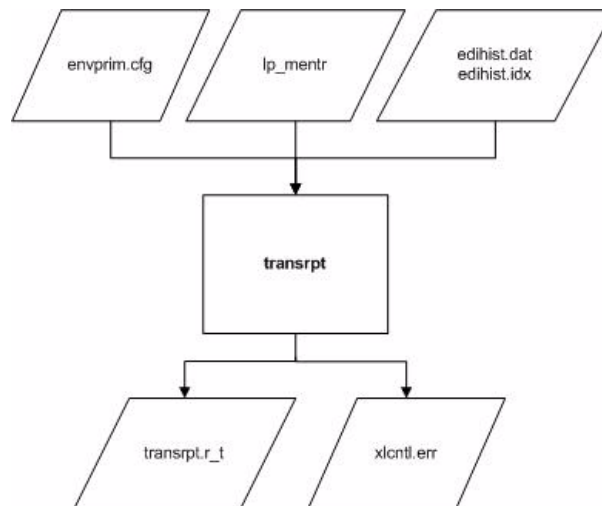 envprim.cfg
lp_mentr
edihist.dat
edihist.idx
transrpt
transrpt.r_t
xlcntl.err